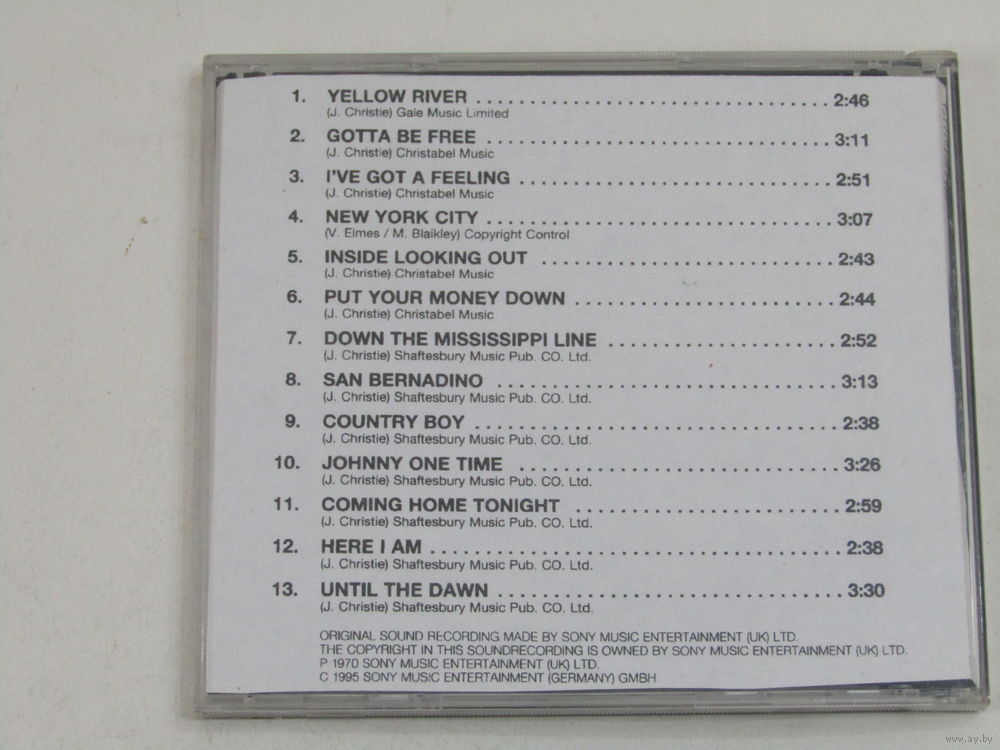 1. YELLOW RIVER ........................................ 2:46
(J. Christie) Gale Music Limited
2. GOTTA BE FREE ........................................ 3:11
(J. Christie) Christabel Music
3. I'VE GOT A FEELING ........................................ 2:51
(J. Christie) Christabel Music
4. NEW YORK CITY ........................................ 3:07
(V. Elmes / M. Blaikley) Copyright Control
5. INSIDE LOOKING OUT ........................................ 2:43
(J. Christie) Christabel Music
6. PUT YOUR MONEY DOWN ........................................ 2:44
(J. Christie) Christabel Music
7. DOWN THE MISSISSIPPI LINE ........................................ 2:52
(J. Christie) Shaftesbury Music Pub. CO. Ltd.
8. SAN BERNADINO ........................................ 3:13
(J. Christie) Shaftesbury Music Pub. CO. Ltd.
9. COUNTRY BOY ........................................ 2:38
(J. Christie) Shaftesbury Music Pub. CO. Ltd.
10. JOHNNY ONE TIME ........................................ 3:26
(J. Christie) Shaftesbury Music Pub. CO. Ltd.
11. COMING HOME TONIGHT ........................................ 2:59
(J. Christie) Shaftesbury Music Pub. CO. Ltd.
12. HERE I AM ........................................ 2:38
(J. Christie) Shaftesbury Music Pub. CO. Ltd.
13. UNTIL THE DAWN ........................................ 3:30
(J. Christie) Shaftesbury Music Pub. CO. Ltd.
ORIGINAL SOUND RECORDING MADE BY SONY MUSIC ENTERTAINMENT (UK) LTD.
THE COPYRIGHT IN THIS SOUNDRECORDING IS OWNED BY SONY MUSIC ENTERTAINMENT (UK) LTD.
P 1970 SONY MUSIC ENTERTAINMENT (UK) LTD.
C 1995 SONY MUSIC ENTERTAINMENT (GERMANY) GMBH
www.ay.by